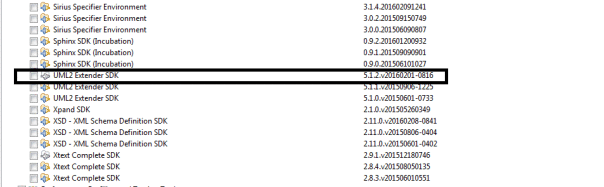 Sirius Specifier Environment 3.1.4.201602091241
Sirius Specifier Environment 3.0.2.201509150749
Sirius Specifier Environment 3.0.0.201506090807
Sphinx SDK (Incubation) 0.9.2.201601200932
Sphinx SDK (Incubation) 0.9.1.201509090901
Sphinx SDK (Incubation) 0.9.0.201506101027
UML2 Extender SDK 5.1.2.v20160201-0816
UML2 Extender SDK 5.1.1.v20150906-1225
UML2 Extender SDK 5.1.0.v20150601-0733
Xpand SDK 2.1.0.v201505260349
XSD - XML Schema Definition SDK 2.11.0.v20160208-0841
XSD - XML Schema Definition SDK 2.11.0.v20150806-0404
XSD - XML Schema Definition SDK 2.11.0.v20150601-0402
Xtext Complete SDK 2.9.1.v201512180746
Xtext Complete SDK 2.8.4.v201508050135
Xtext Complete SDK 2.8.3.v201506010551